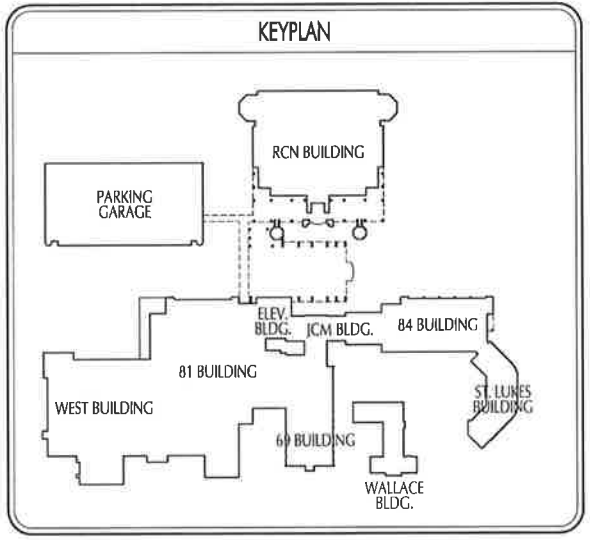 KEYPLAN
RCN BUILDING
PARKING
GARAGE
ELEV.
BLDG.
JCM BLDG.
84 BUILDING
81 BUILDING
ST. LUKES
BUILDING
WEST BUILDING
69 BUILDING
WALLACE
BLDG.